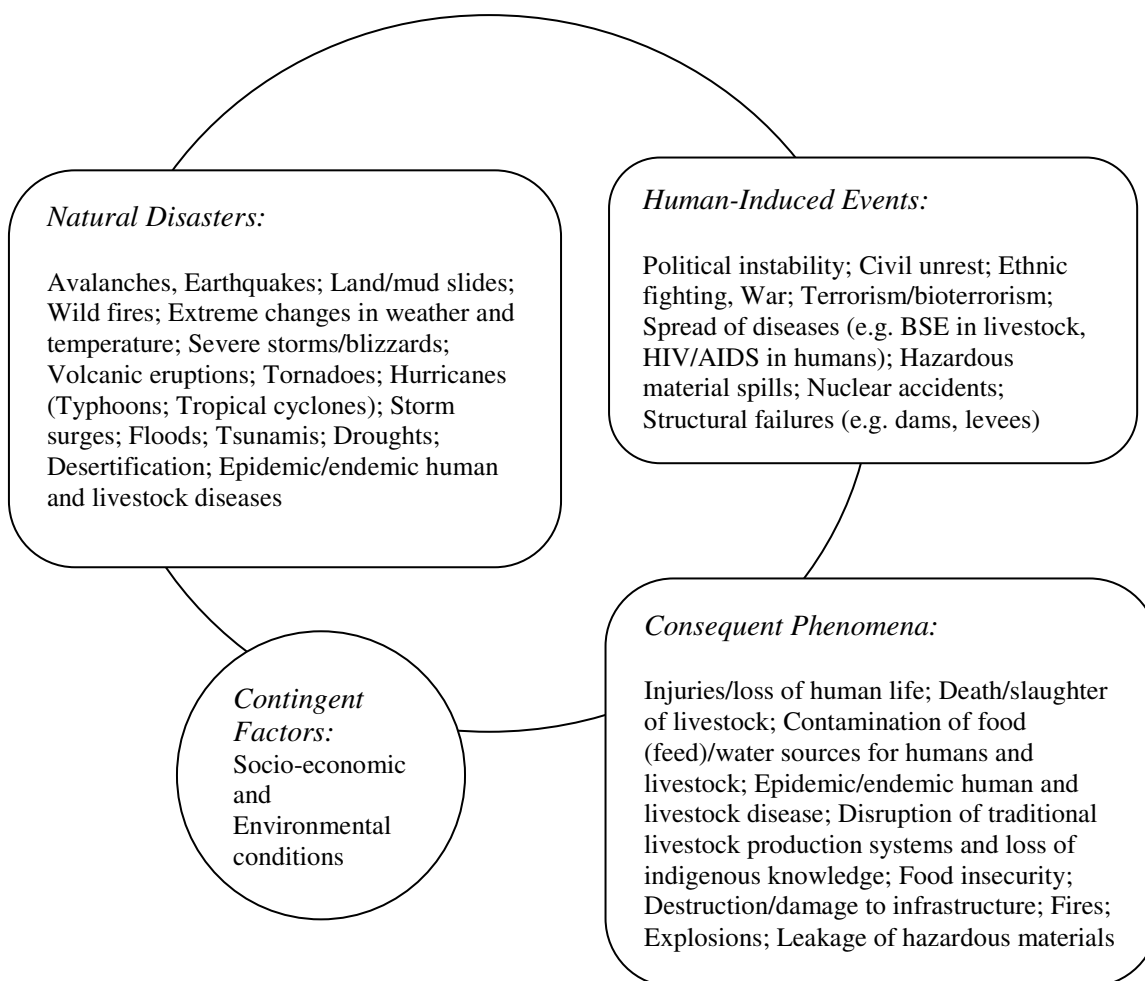 Natural Disasters:
Avalanches, Earthquakes; Land/mud slides;
Wild fires; Extreme changes in weather and
temperature; Severe storms/blizzards;
Volcanic eruptions; Tornadoes; Hurricanes
(Typhoons; Tropical cyclones); Storm
surges; Floods; Tsunamis; Droughts;
Desertification; Epidemic/endemic human
and livestock diseases
Human-Induced Events:
Political instability; Civil unrest; Ethnic
fighting, War; Terrorism/bioterrorism;
Spread of diseases (e.g. BSE in livestock,
HIV/AIDS in humans); Hazardous
material spills; Nuclear accidents;
Structural failures (e.g. dams, levees)
Contingent
Factors:
Socio-economic
and
Environmental
conditions
Consequent Phenomena:
Injuries/loss of human life; Death/slaughter
of livestock; Contamination of food
(feed)/water sources for humans and
livestock; Epidemic/endemic human and
livestock disease; Disruption of traditional
livestock production systems and loss of
indigenous knowledge; Food insecurity;
Destruction/damage to infrastructure; Fires;
Explosions; Leakage of hazardous materials